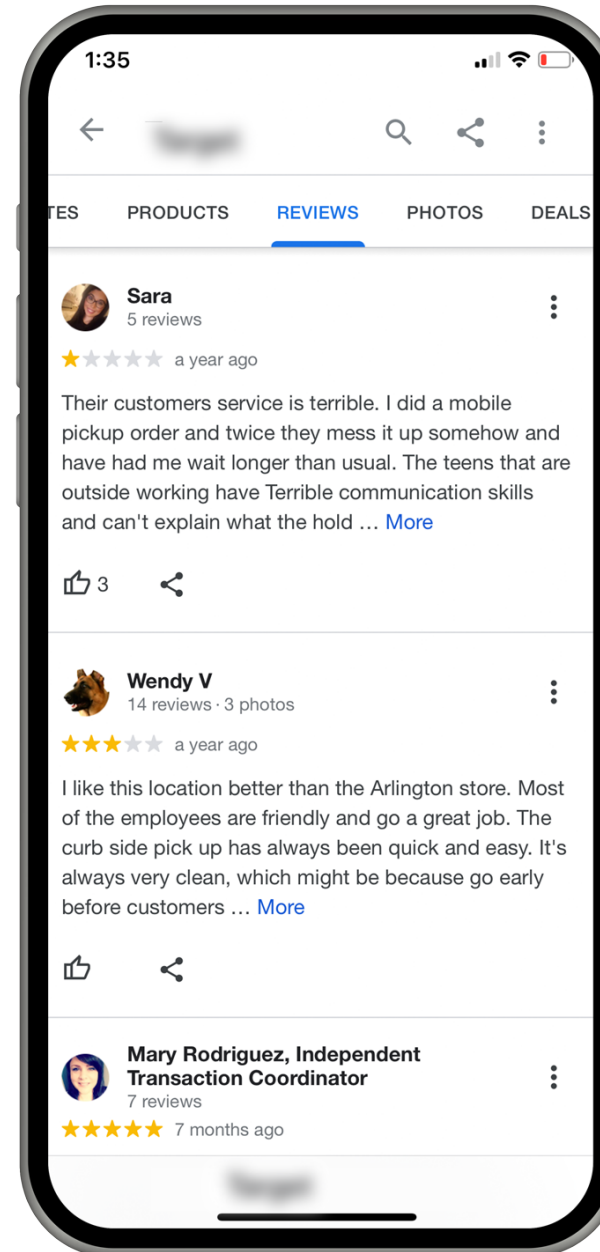 1:35
TES PRODUCTS REVIEWS PHOTOS DEALS
Sara
5 reviews
a year ago
Their customers service is terrible. I did a mobile
pickup order and twice they mess it up somehow and
have had me wait longer than usual. The teens that are
outside working have Terrible communication skills
and can't explain what the hold … More
3
Wendy V
14 reviews · 3 photos
a year ago
I like this location better than the Arlington store. Most
of the employees are friendly and go a great job. The
curb side pick up has always been quick and easy. It's
always very clean, which might be because go early
before customers … More
Mary Rodriguez, Independent
Transaction Coordinator
7 reviews
7 months ago